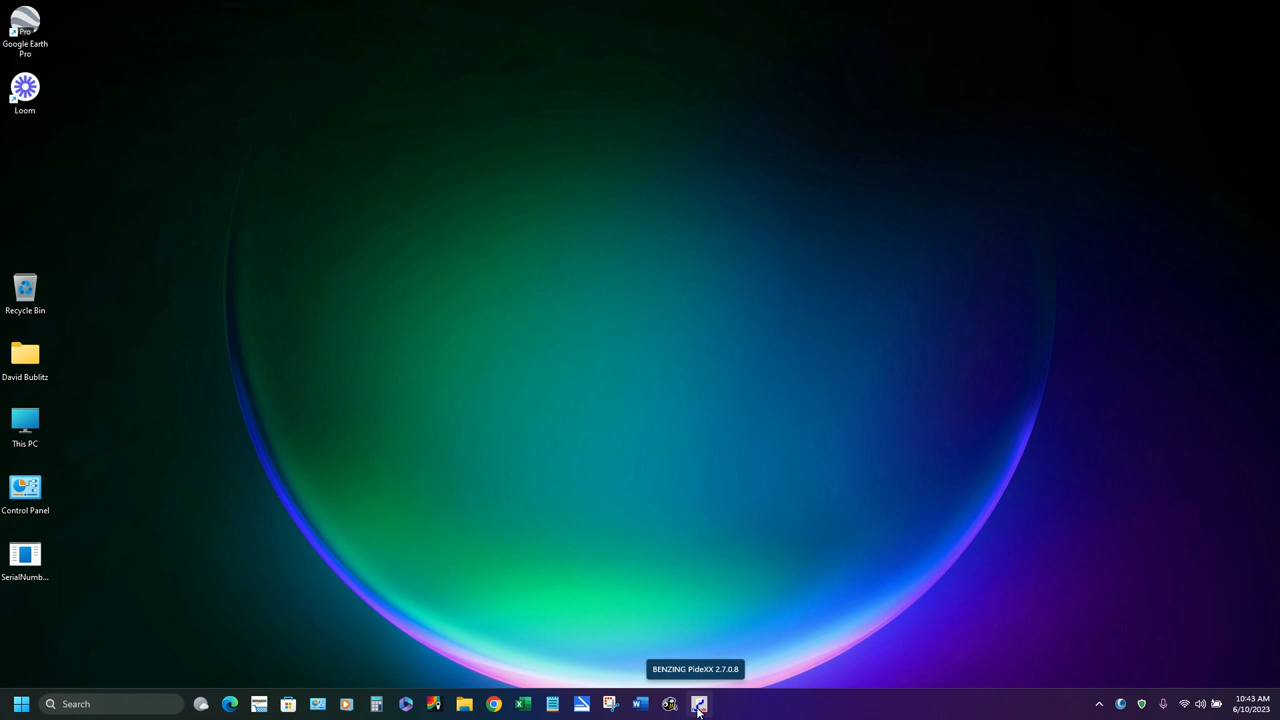 Pro
Google Earth
Pro
Loom
Recycle Bin
David Bublitz
This PC
Control Panel
SerialNumb...
BENZING PideXX 2.7.0.8
Search
10:43 AM
6/10/2023